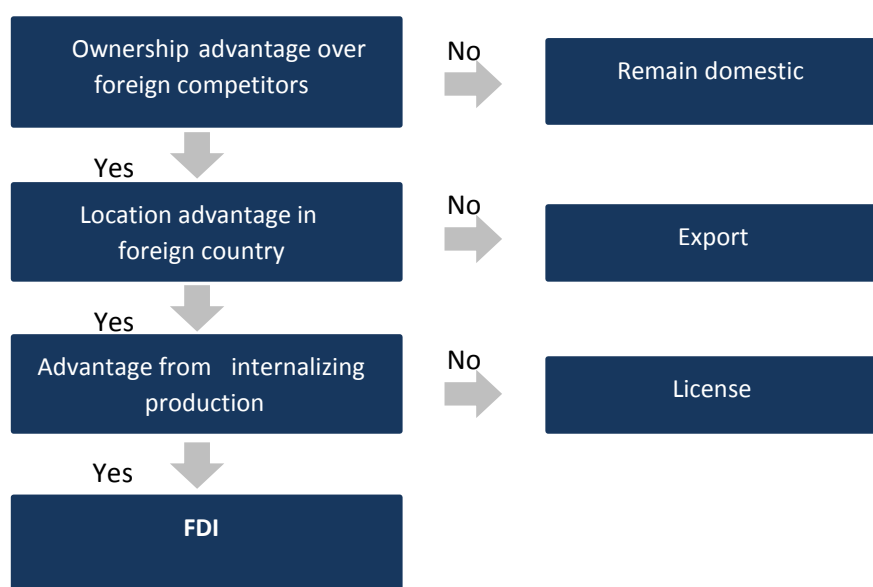 Ownership advantage over
foreign competitors
No
Remain domestic
Yes
Location advantage in
foreign country
No
Export
Yes
Advantage from internalizing
production
No
License
Yes
FDI